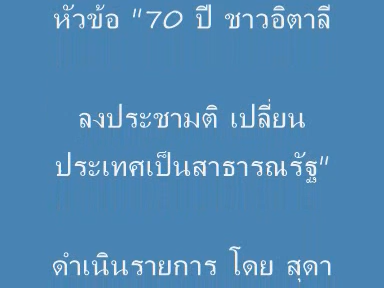 หัวข้อ "70 ปี ชาวอิตาลี
ลงประชามติ เปลี่ยน
ประเทศเป็นสาธารณรัฐ"
ดำเนินรายการ โดย สุดา